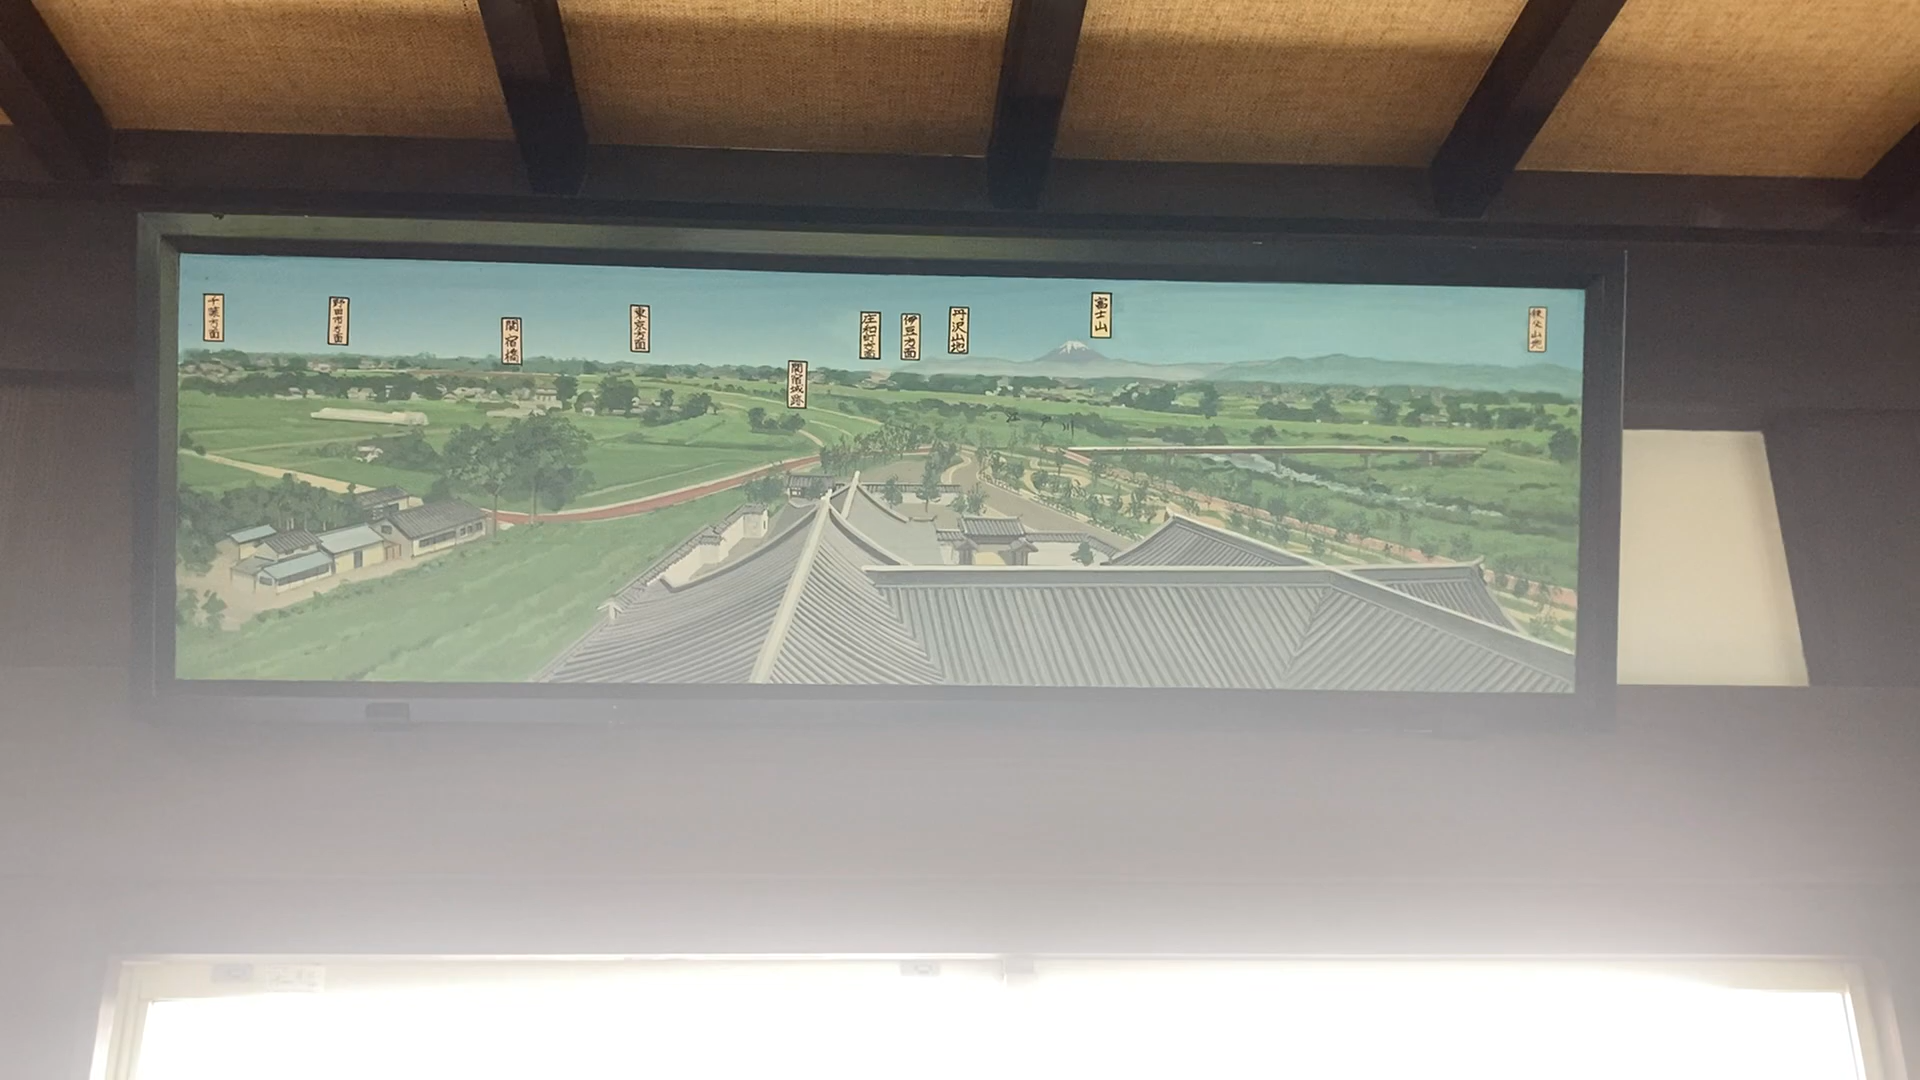 千葉方面
野田市方面
関宿橋
東京方面
関宿城跡
庄和町方面
伊豆方面
丹沢山地
富士山
秩父山地
江戸川